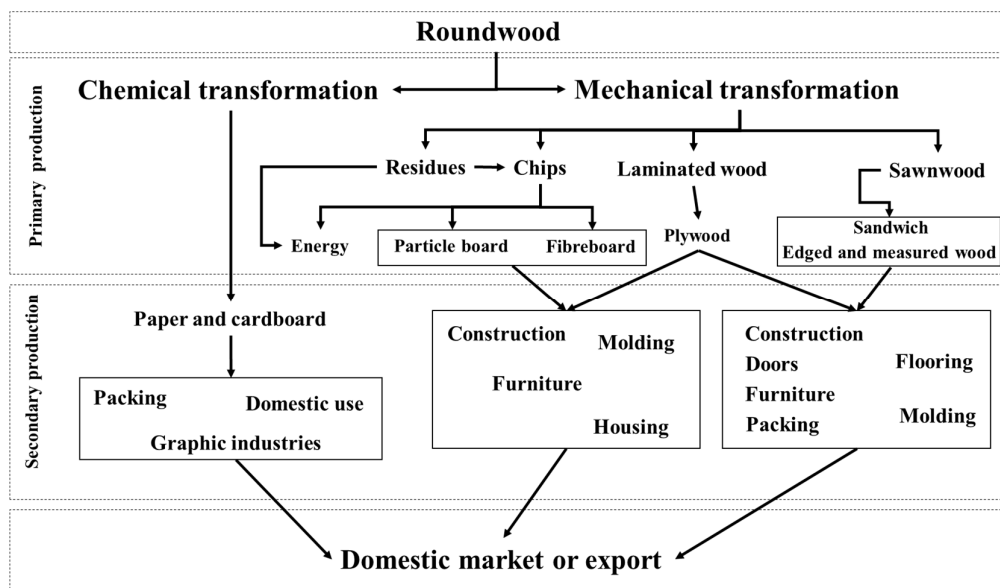 Roundwood
Primary production
Chemical transformation
Mechanical transformation
Residues
Chips
Laminated wood
Sawnwood
Energy
Particle board
Fibreboard
Plywood
Sandwich
Edged and measured wood
Secondary production
Paper and cardboard
Packing
Domestic use
Graphic industries
Construction
Molding
Furniture
Housing
Construction
Doors
Flooring
Furniture
Packing
Molding
Domestic market or export